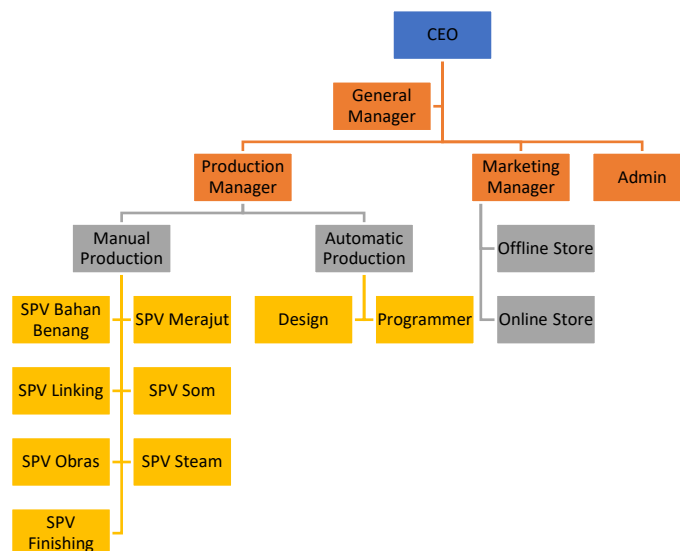 CEO
General
Manager
Production
Manager
Marketing
Manager
Admin
Manual
Production
Automatic
Production
Offline Store
SPV Bahan
Benang
SPV Merajut
Design
Programmer
Online Store
SPV Linking
SPV Som
SPV Obras
SPV Steam
SPV
Finishing